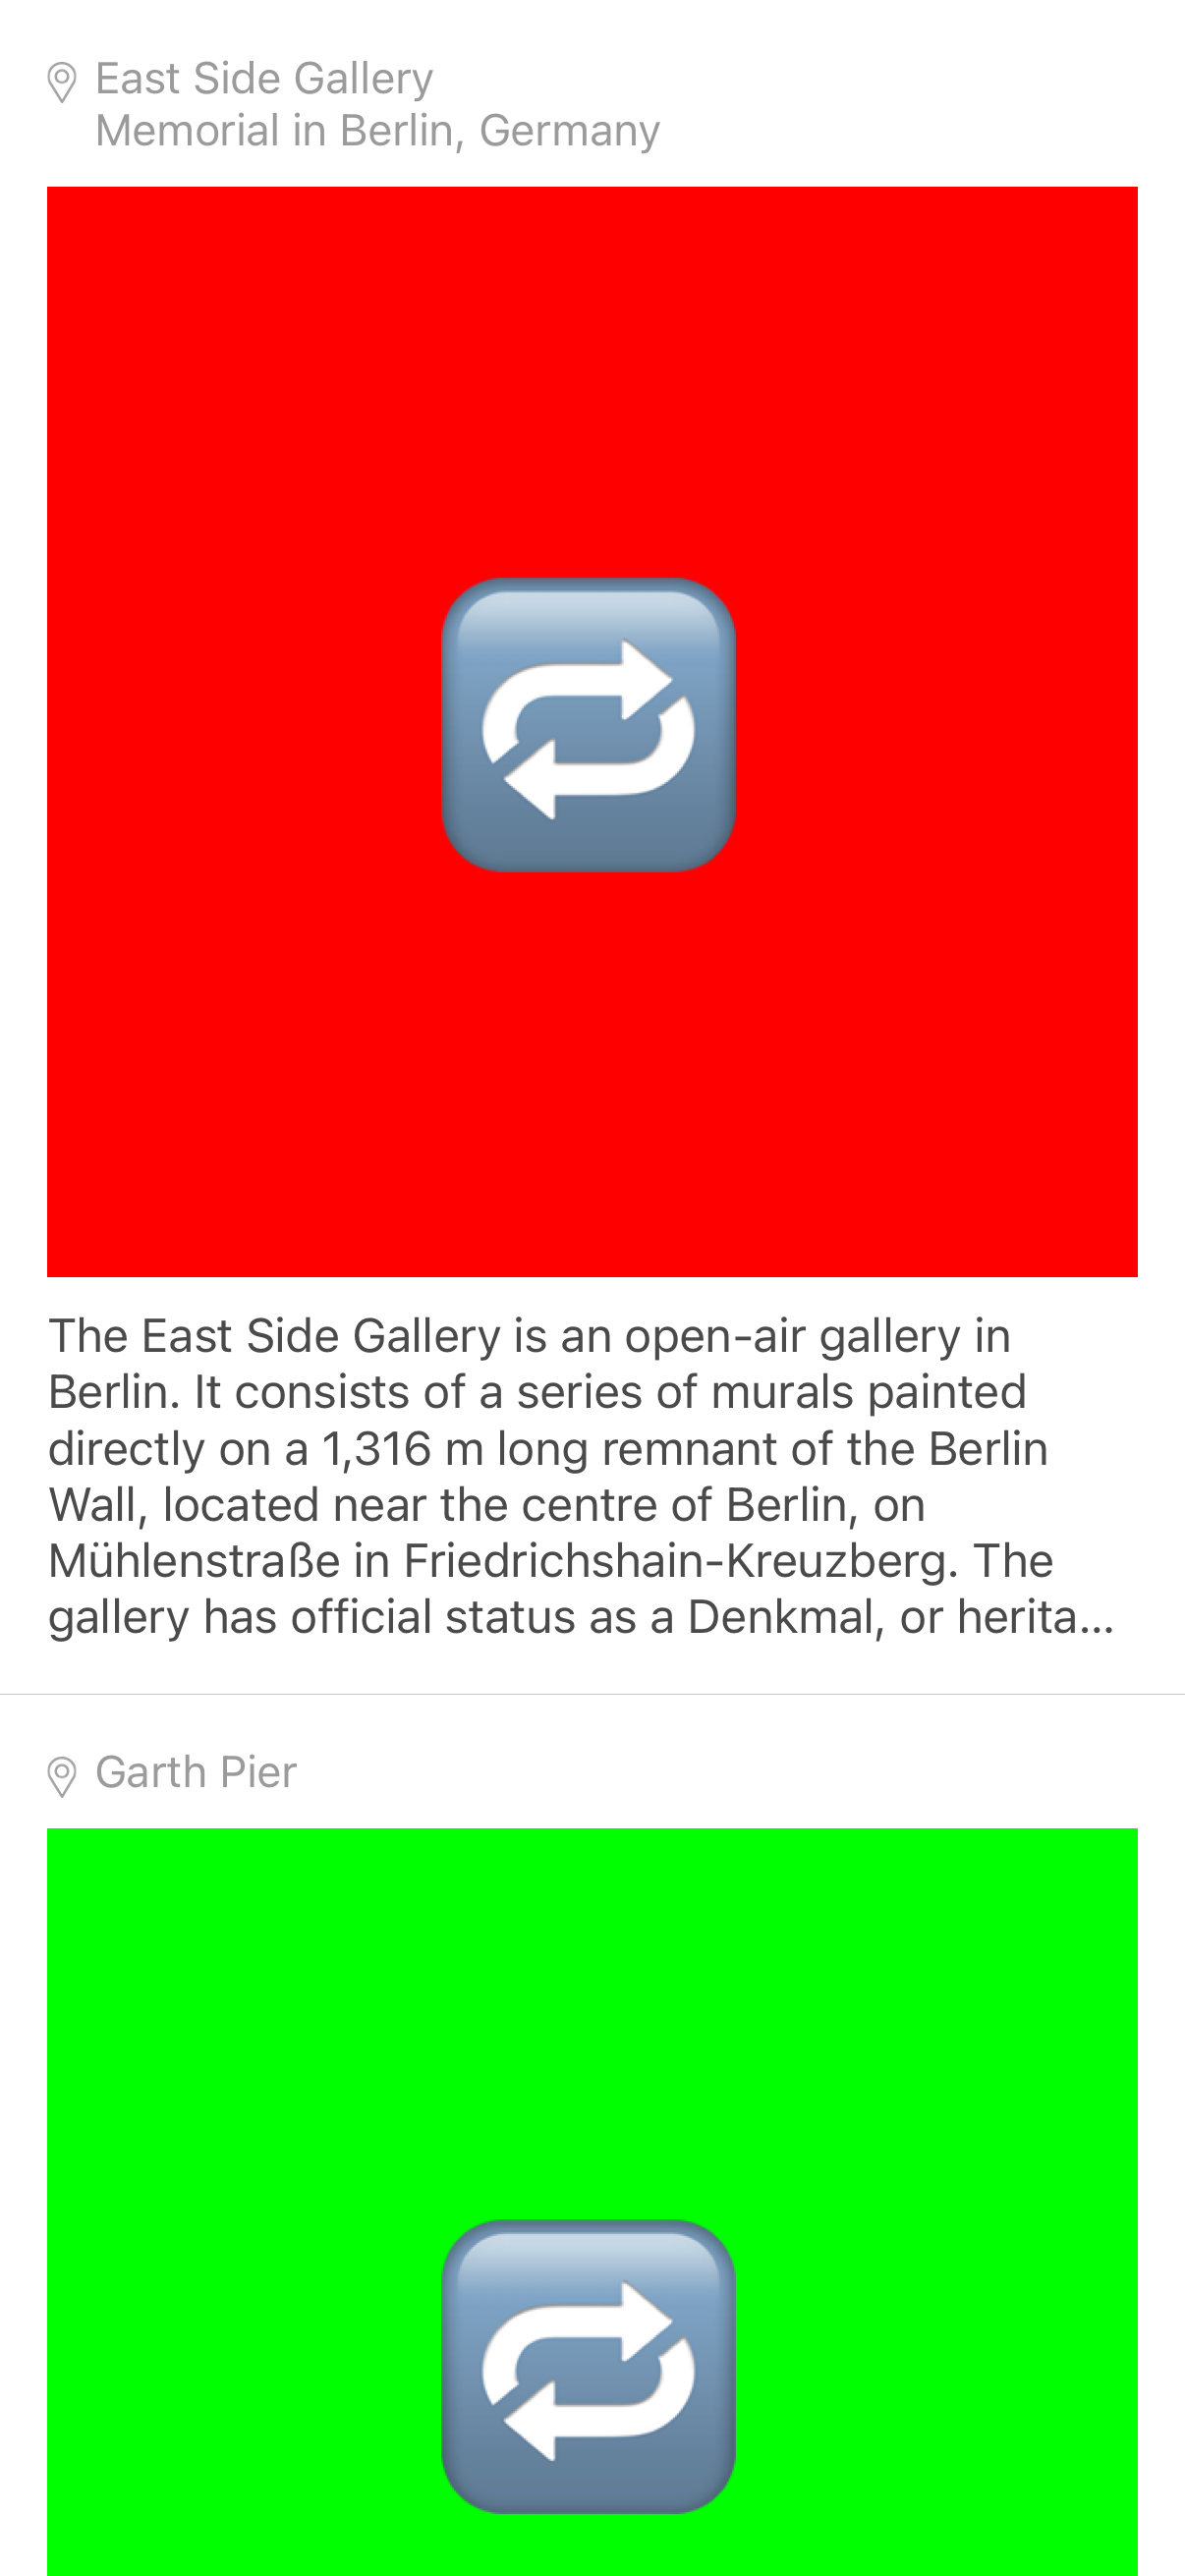 East Side Gallery
Memorial in Berlin, Germany
The East Side Gallery is an open-air gallery in
Berlin. It consists of a series of murals painted
directly on a 1,316 m long remnant of the Berlin
Wall, located near the centre of Berlin, on
Mühlenstraße in Friedrichshain-Kreuzberg. The
gallery has official status as a Denkmal, or herita...
Garth Pier